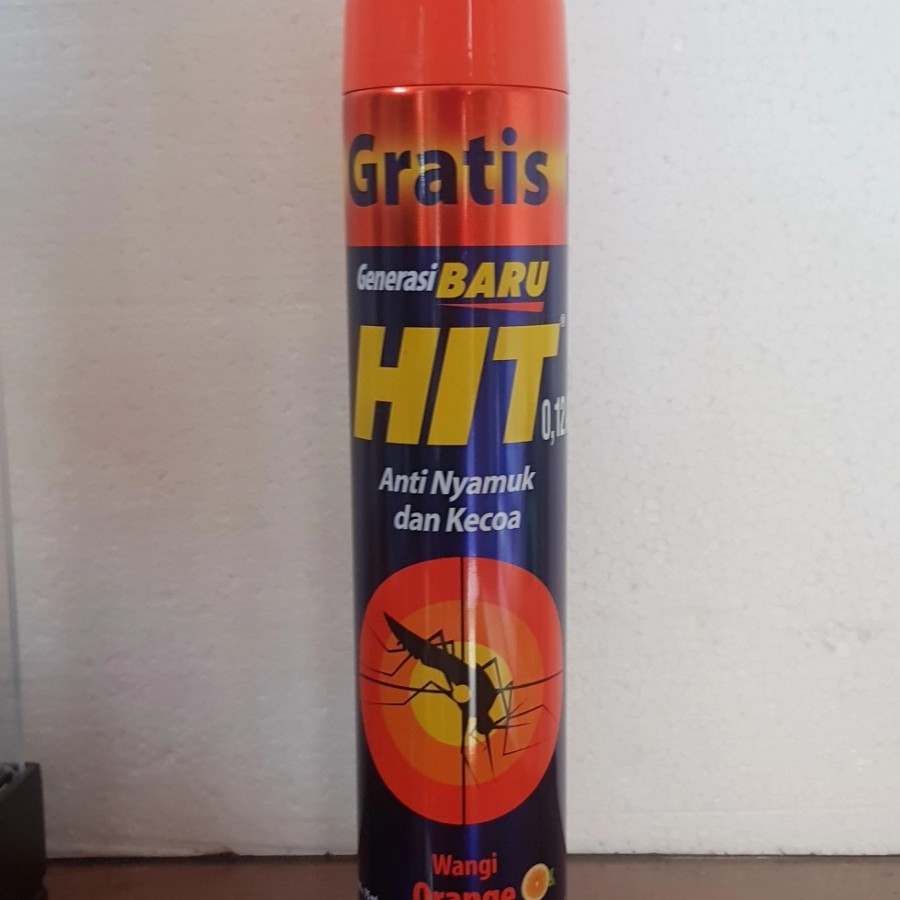 Gratis
Generasi BARU
HIT®
0,12
Anti Nyamuk
dan Kecoa
Wangi
Orange